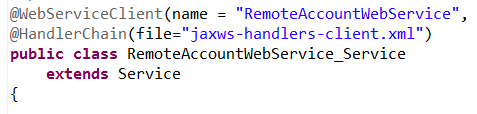 @WebServiceClient(name = "RemoteAccountWebService",
@HandlerChain(file="jaxws-handlers-client.xml")
public class RemoteAccountWebService_Service
extends Service
{